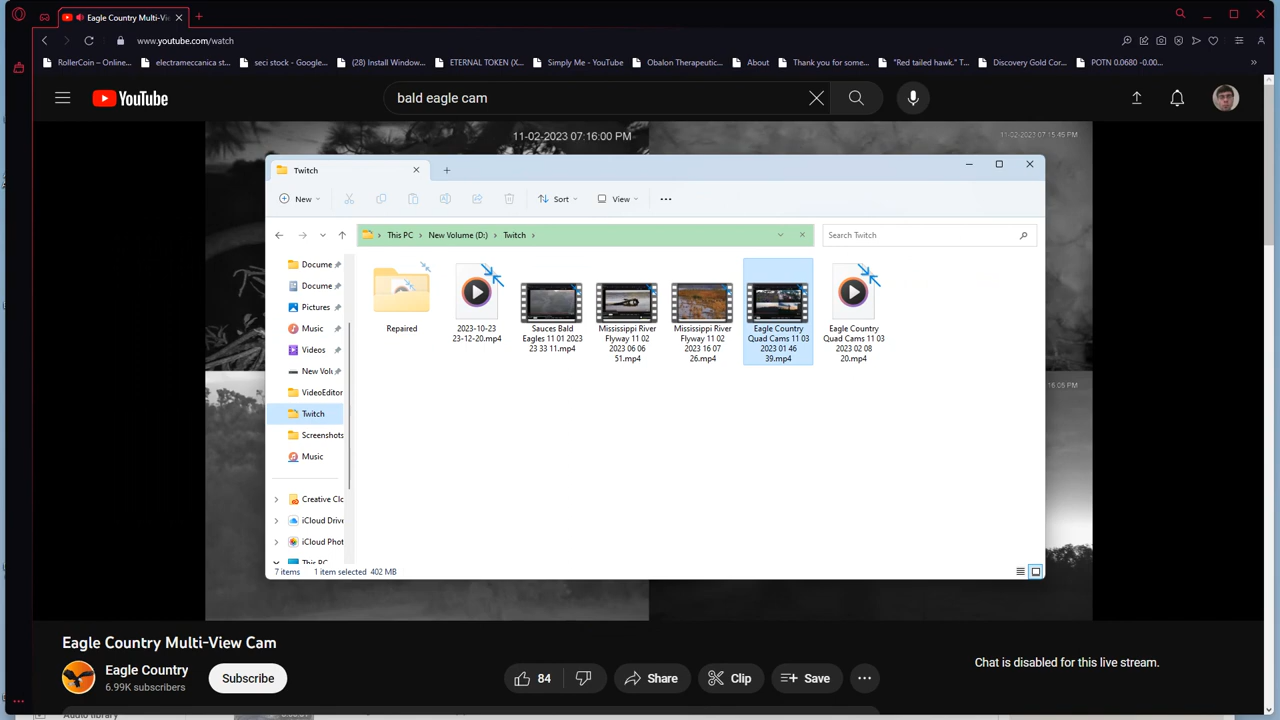 Eagle Country Multi-Vi
www.youtube.com/watch
RollerCoin – Online...
electrameccanica st...
seci stock - Google...
(28) Install Window...
ETERNAL TOKEN (X...
Simply Me - YouTube
Obalon Therapeutic...
About
Thank you for some...
"Red tailed hawk." T...
Discovery Gold Cor...
POTN 0.0680 -0.00...
»
YouTube
bald eagle cam
11-02-2023 07:16:00 PM
11-02-2023 07:15:45 PM
Twitch
New
Sort
View
This PC > New Volume (D:) > Twitch >
Search Twitch
Docume
Docume
Pictures
Music
Videos
New Volu
VideoEditor
Twitch
Screenshots
Music
Creative Clo
iCloud Drive
iCloud Phot
This PC
Repaired
2023-10-23
23-12-20.mp4
Sauces Bald
Eagles 11 01 2023
23 33 11.mp4
Mississippi River
Flyway 11 02
2023 06 06
51.mp4
Mississippi River
Flyway 11 02
2023 16 07
26.mp4
Eagle Country
Quad Cams 11 03
2023 01 46
39.mp4
Eagle Country
Quad Cams 11 03
2023 02 08
20.mp4
16:05 PM
7 items
1 item selected 402 MB
Eagle Country Multi-View Cam
Eagle Country
6.99K subscribers
Subscribe
84
Share
Clip
Save
Chat is disabled for this live stream.
Audio library